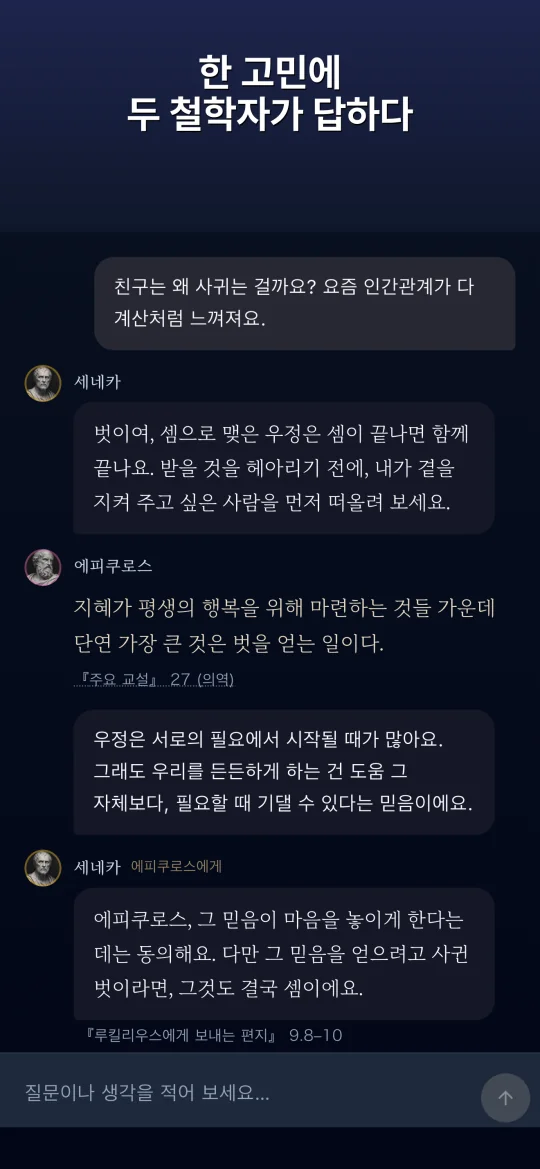 한 고민에
두 철학자가 답하다
친구는 왜 사귀는 걸까요? 요즘 인간관계가 다
계산처럼 느껴져요.
세네카
벗이여, 셈으로 맺은 우정은 셈이 끝나면 함께
끝나요. 받을 것을 헤아리기 전에, 내가 곁을
지켜 주고 싶은 사람을 먼저 떠올려 보세요.
에피쿠로스
지혜가 평생의 행복을 위해 마련하는 것들 가운데
단연 가장 큰 것은 벗을 얻는 일이다.
『주요 교설』 27 (의역)
우정은 서로의 필요에서 시작될 때가 많아요.
그래도 우리를 든든하게 하는 건 도움 그
자체보다, 필요할 때 기댈 수 있다는 믿음이에요.
세네카 에피쿠로스에게
에피쿠로스, 그 믿음이 마음을 놓이게 한다는
데는 동의해요. 다만 그 믿음을 얻으려고 사귄
벗이라면, 그것도 결국 셈이에요.
『루킬리우스에게 보내는 편지』 9.8–10
질문이나 생각을 적어 보세요...